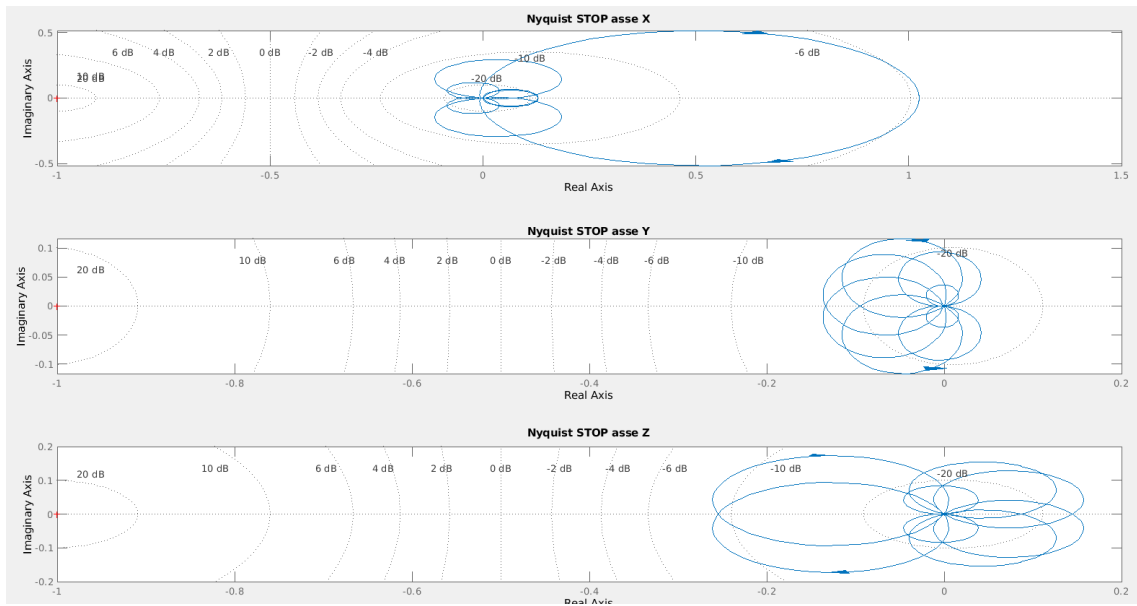 Nyquist STOP asse X
0.5
0
-0.5
Imaginary Axis
6 dB 4 dB 2 dB 0 dB -2 dB -4 dB -6 dB
-10 dB
10 dB
20 dB
-20 dB
-1 -0.5 0 0.5 1 1.5
Real Axis
Nyquist STOP asse Y
0.1
0.05
0
-0.05
-0.1
Imaginary Axis
-20 dB
10 dB 6 dB 4 dB 2 dB 0 dB -2 dB -4 dB -6 dB -10 dB
20 dB
-1 -0.8 -0.6 -0.4 -0.2 0 0.2
Real Axis
Nyquist STOP asse Z
0.2
0.1
0
-0.1
-0.2
Imaginary Axis
10 dB 6 dB 4 dB 2 dB 0 dB -2 dB -4 dB -6 dB -10 dB
20 dB -20 dB
-1 -0.8 -0.6 -0.4 -0.2 0 0.2
Real Axis